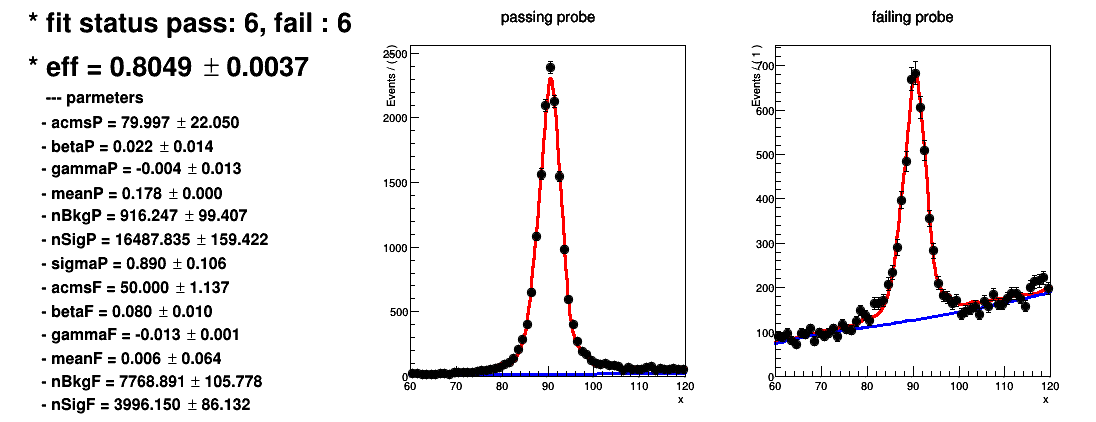 * fit status pass: 6, fail : 6
* eff = 0.8049 ± 0.0037
--- parmeters
- acmsP = 79.997 ± 22.050
- betaP = 0.022 ± 0.014
- gammaP = -0.004 ± 0.013
- meanP = 0.178 ± 0.000
- nBkgP = 916.247 ± 99.407
- nSigP = 16487.835 ± 159.422
- sigmaP = 0.890 ± 0.106
- acmsF = 50.000 ± 1.137
- betaF = 0.080 ± 0.010
- gammaF = -0.013 ± 0.001
- meanF = 0.006 ± 0.064
- nBkgF = 7768.891 ± 105.778
- nSigF = 3996.150 ± 86.132
passing probe
Events / (
2500
2000
1500
1000
500
0
60 70 80 90 100 110 120
x
failing probe
Events / ( 1 )
700
600
500
400
300
200
100
0
60 70 80 90 100 110 120
x